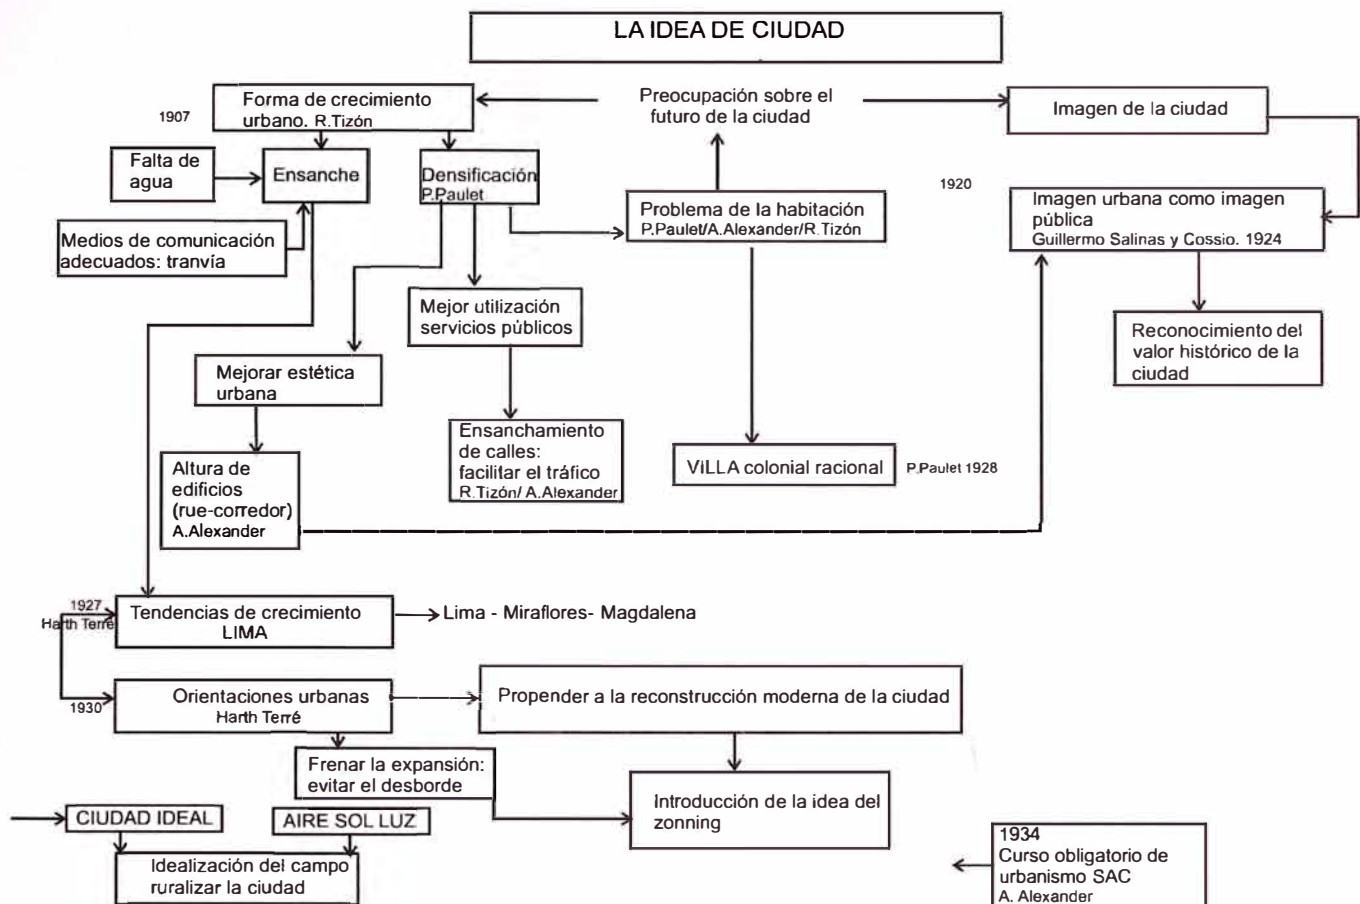 LA IDEA DE CIUDAD
1907
Forma de crecimiento
urbano. R.Tizón
Preocupación sobre el
futuro de la ciudad
Imagen de la ciudad
Falta de
agua
Ensanche
Densificación
P.Paulet
1920
Problema de la habitación
P.Paulet/A.Alexander/R.Tizón
Imagen urbana como imagen
pública
Guillermo Salinas y Cossio. 1924
Medios de comunicación
adecuados: tranvía
Mejor utilización
servicios públicos
Reconocimiento del
valor histórico de la
ciudad
Mejorar estética
urbana
Ensanchamiento
de calles:
facilitar el tráfico
R.Tizón/ A.Alexander
ViLLA colonial racional
P.Paulet 1928
Altura de
edificios
(rue-corredor)
A.Alexander
1927
Harth Terré
Tendencias de crecimiento
LIMA
Lima - Miraflores- Magdalena
1930
Orientaciones urbanas
Harth Terré
Propender a la reconstrucción moderna de la ciudad
Frenar la expansión:
evitar el desborde
Introducción de la idea del
zonning
CIUDAD IDEAL
AIRE SOL LUZ
Idealización del campo
ruralizar la ciudad
1934
Curso obligatorio de
urbanismo SAC
A. Alexander